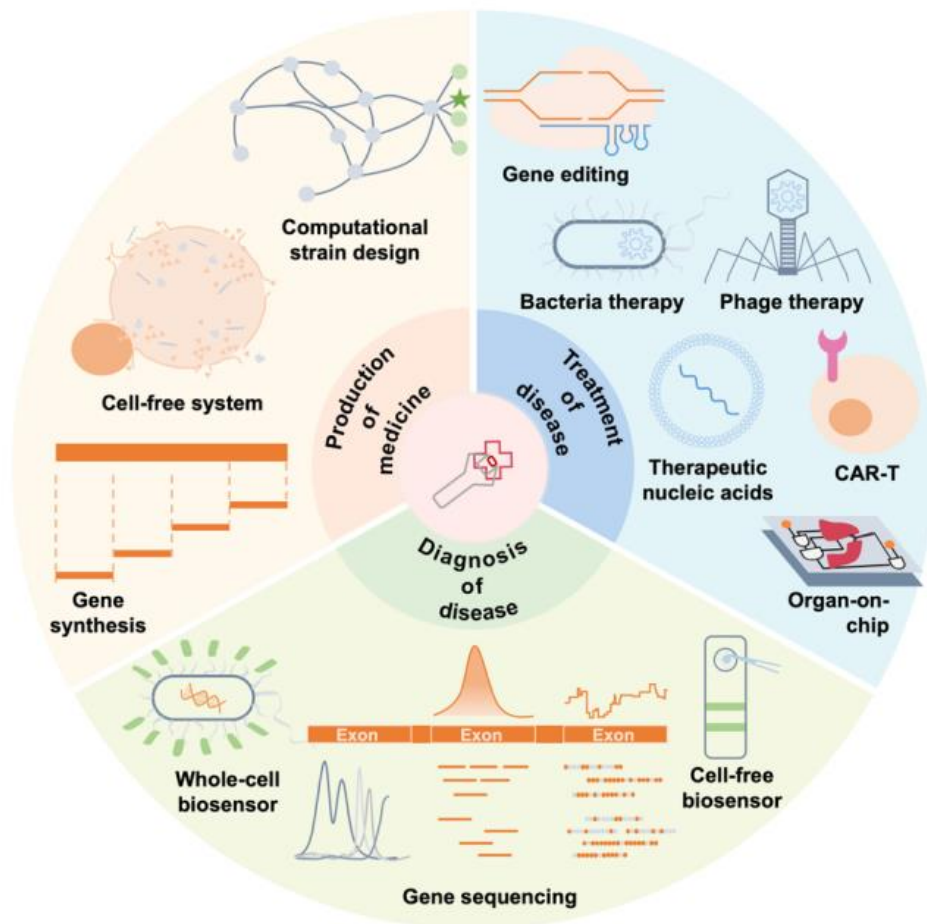 Computational
strain design
Cell-free system
Gene
synthesis
Production
of
medicine
Gene editing
Bacteria therapy
Phage therapy
Therapeutic
nucleic acids
CAR-T
Organ-on-
chip
Treatment
of
disease
Diagnosis
of
disease
Whole-cell
biosensor
Exon
Exon
Exon
Cell-free
biosensor
Gene sequencing